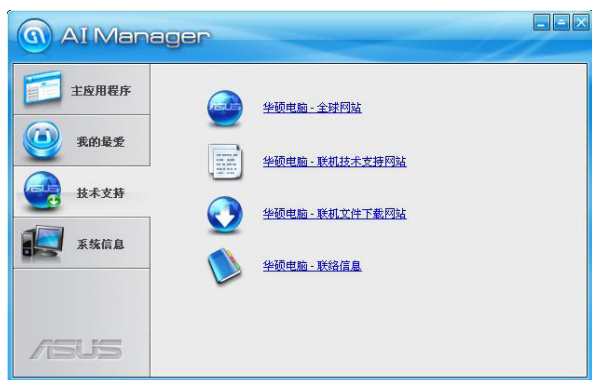 AI Manager
主应用程序
我的最爱
技术支持
系统信息
ASUS
华硕电脑 - 全球网站
华硕电脑 - 联机技术支持网站
华硕电脑 - 联机文件下载网站
华硕电脑 - 联络信息
ASUS
ASUS